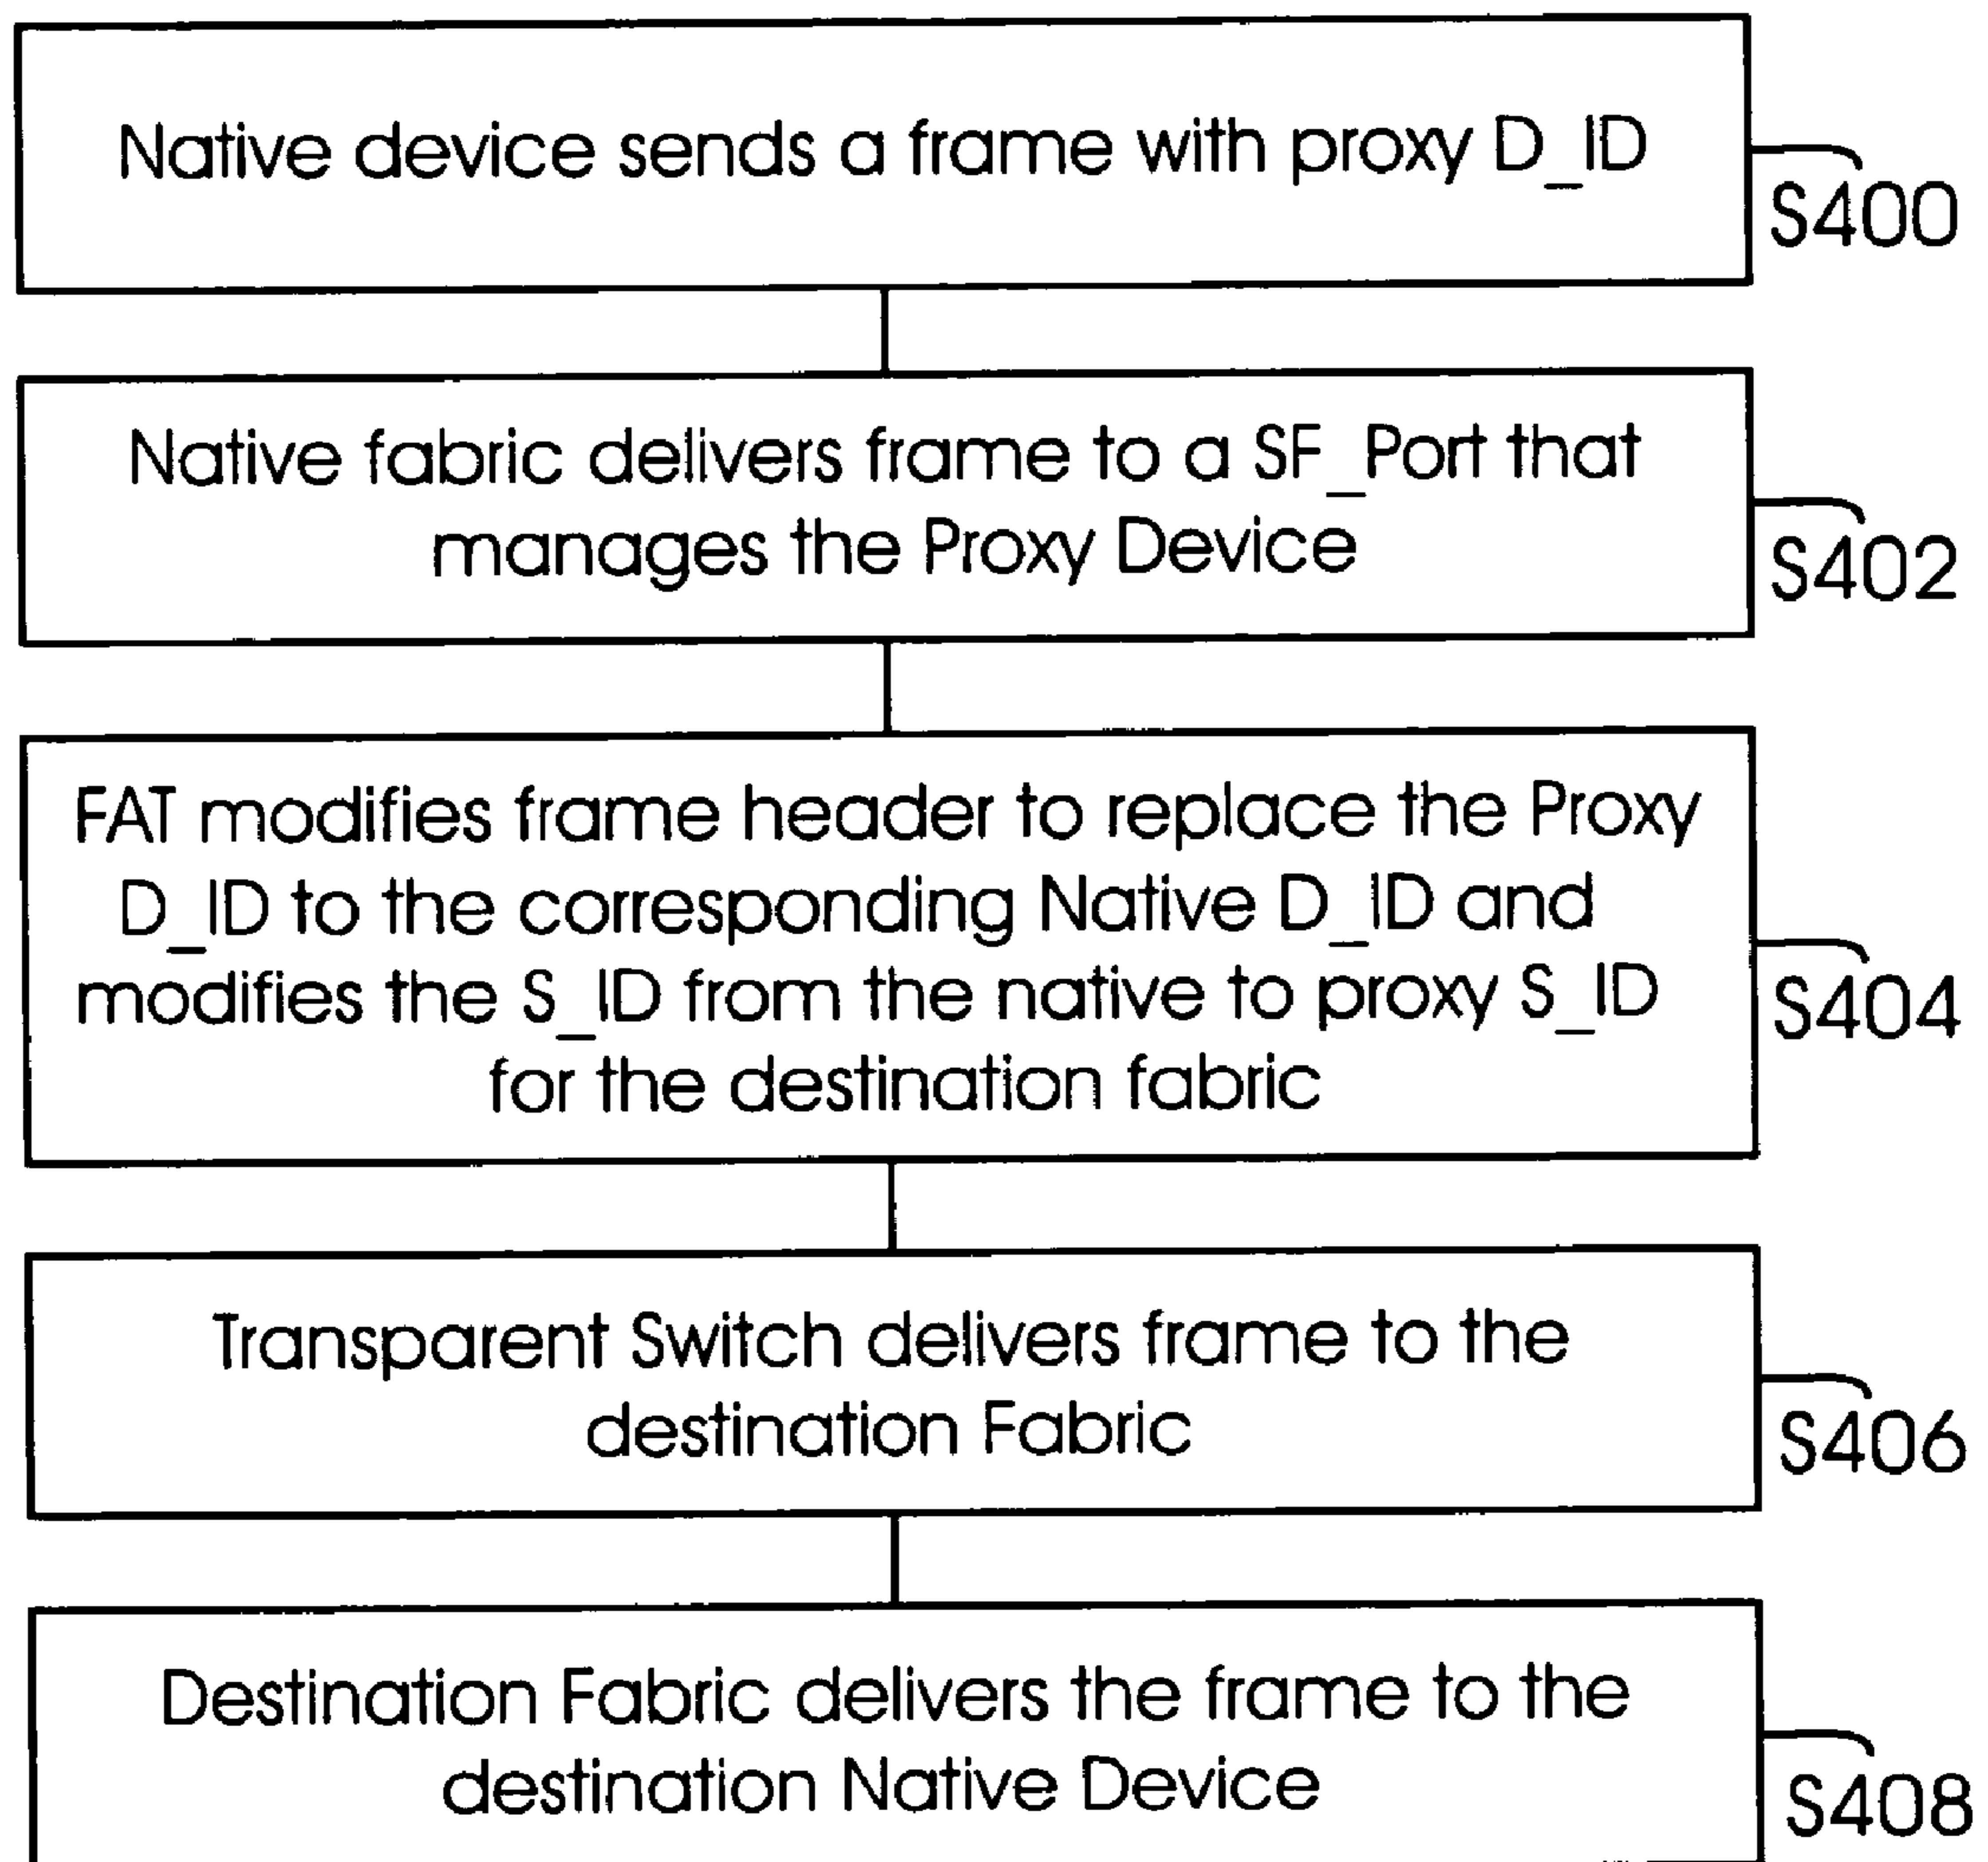 Native device sends a frame with proxy D_ID
S400
Native fabric delivers frame to a SF_Port that
manages the Proxy Device
S402
FAT modifies frame header to replace the Proxy
D_ID to the corresponding Native D_ID and
modifies the S_ID from the native to proxy S_ID
for the destination fabric
S404
Transparent Switch delivers frame to the
destination Fabric
S406
Destination Fabric delivers the frame to the
destination Native Device
S408